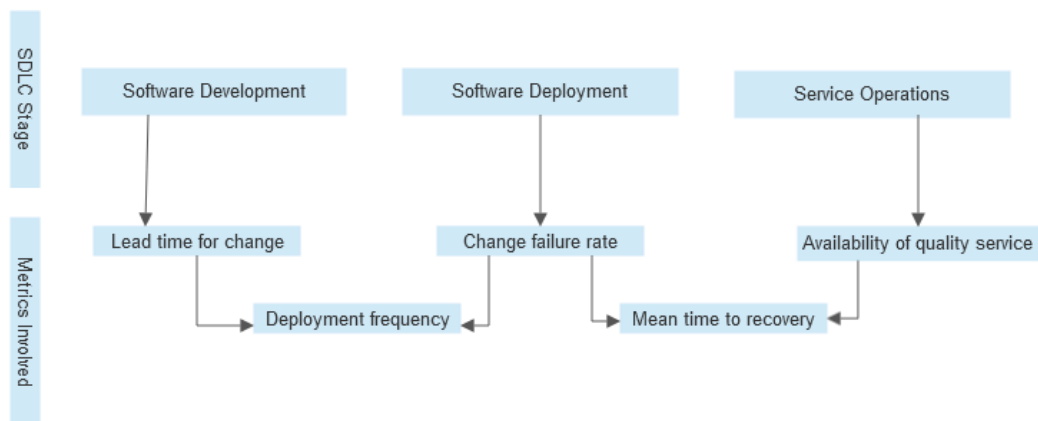 SDLC Stage
Software Development
Software Deployment
Service Operations
Metrics Involved
Lead time for change
Change failure rate
Availability of quality service
Deployment frequency
Mean time to recovery